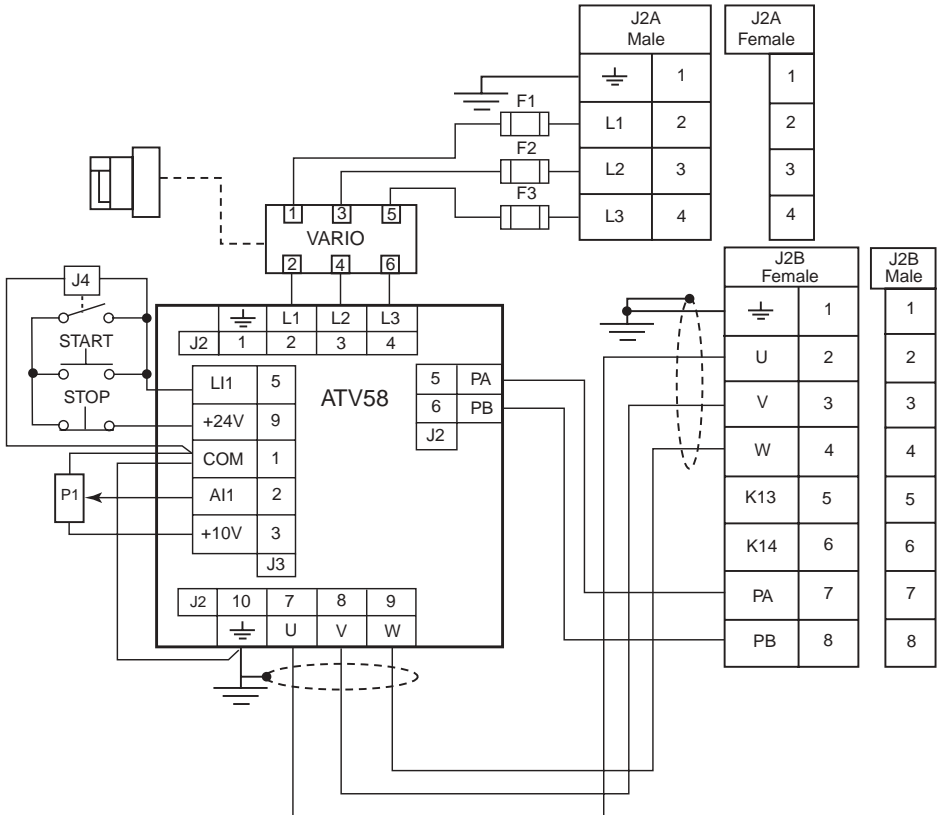 J2A
Male
J2A
Female
1
1
L1 2
2
L2 3
3
L3 4
4
F1
F2
F3
1 3 5
VARIO
2 4 6
J4
START
STOP
P1
L1 L2 L3
J2 1 2 3 4
LI1 5
+24V 9
COM 1
AI1 2
+10V 3
J3
ATV58
5 PA
6 PB
J2
J2 10 7 8 9
U V W
J2B
Female
J2B
Male
1
1
U 2
2
V 3
3
W 4
4
K13 5
5
K14 6
6
PA 7
7
PB 8
8